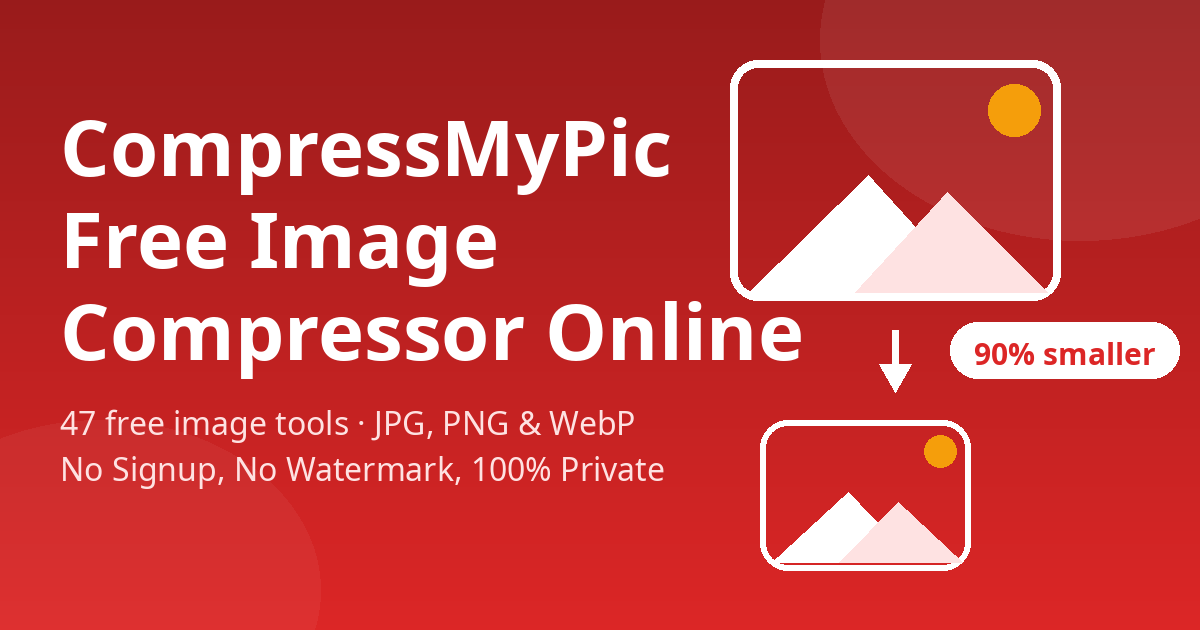 CompressMyPic
Free Image
Compressor Online
47 free image tools · JPG, PNG & WebP
No Signup, No Watermark, 100% Private
90% smaller